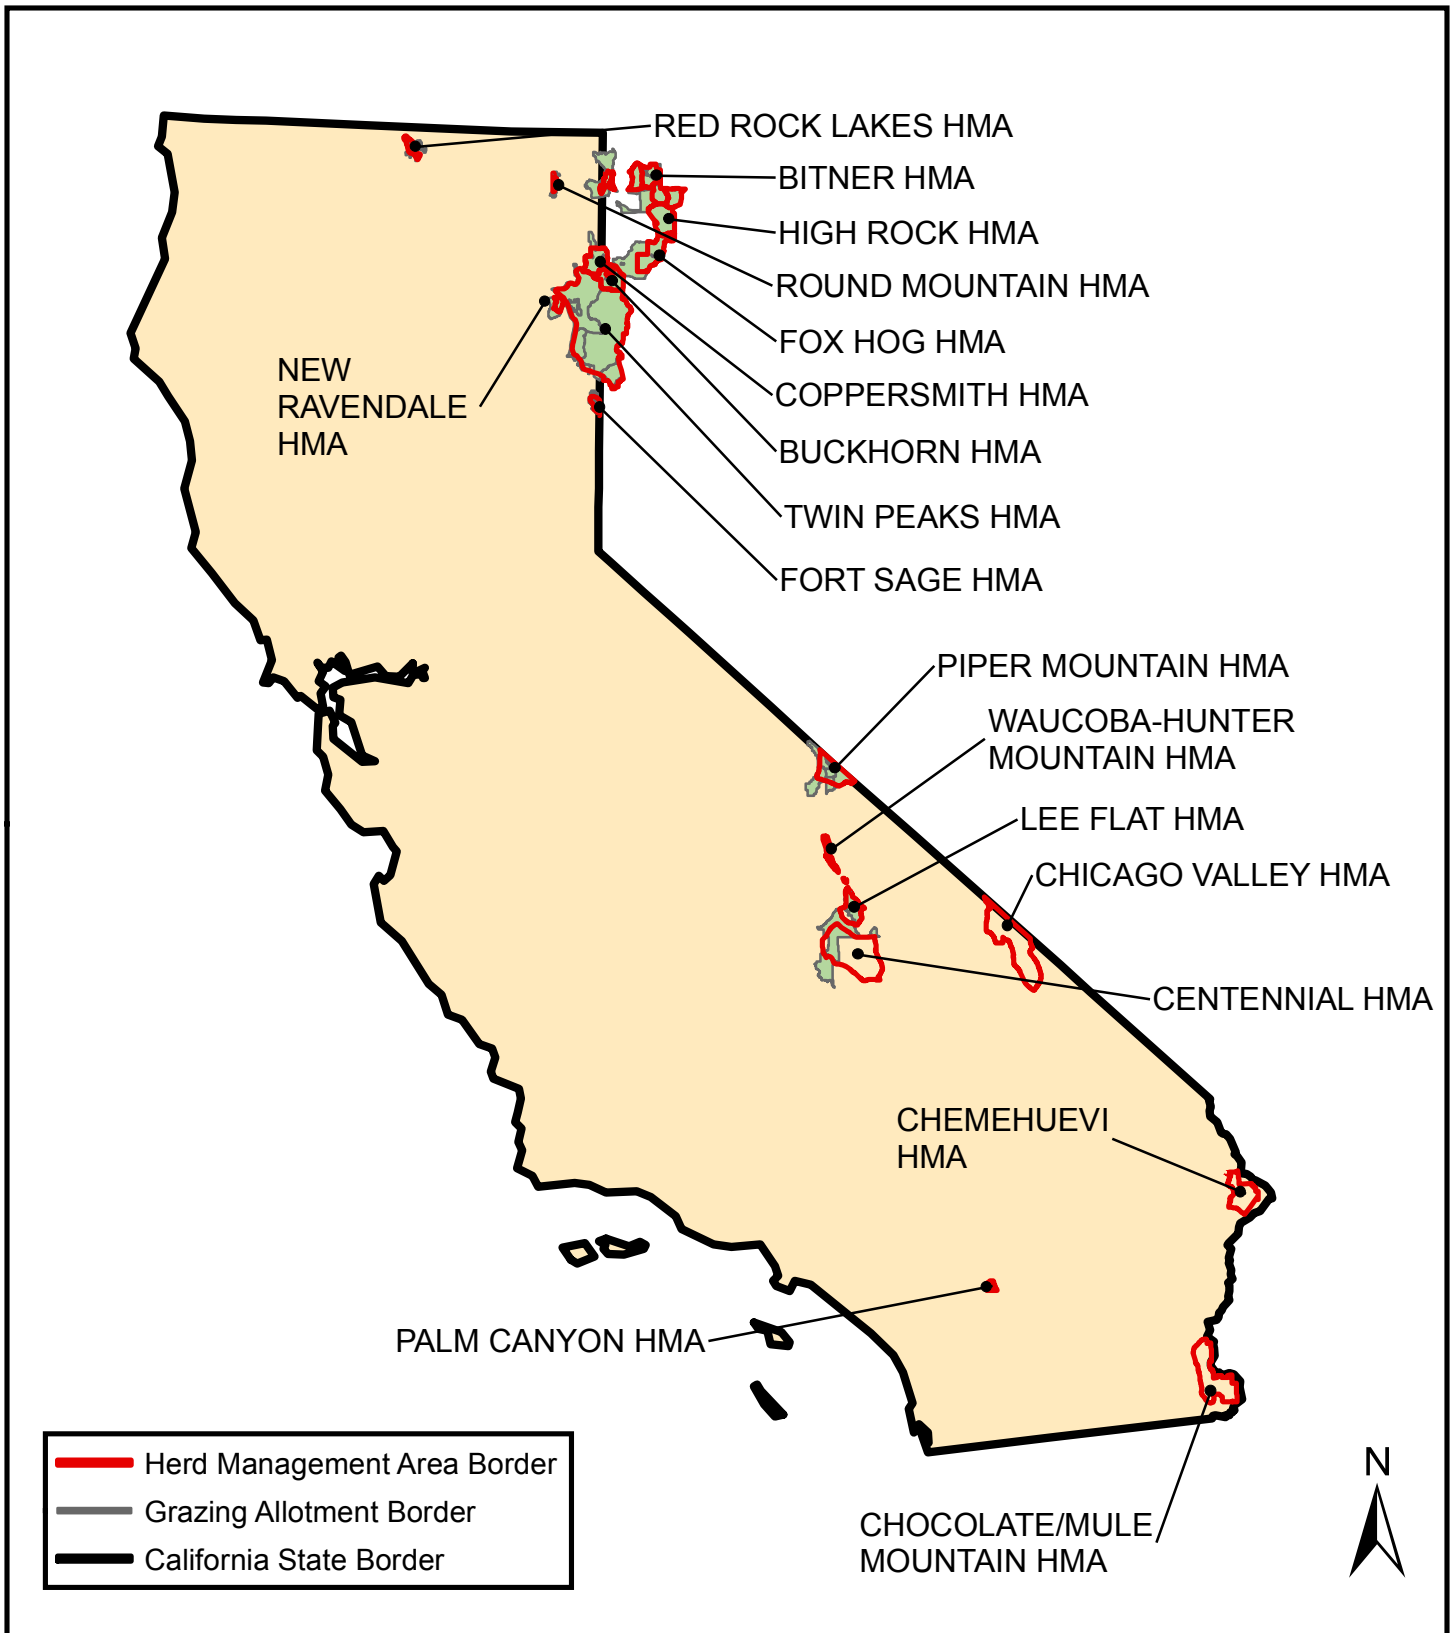 RED ROCK LAKES HMA
BITNER HMA
HIGH ROCK HMA
ROUND MOUNTAIN HMA
FOX HOG HMA
NEW
RAVENDALE
HMA
COPPERSMITH HMA
BUCKHORN HMA
TWIN PEAKS HMA
FORT SAGE HMA
PIPER MOUNTAIN HMA
WAUCOBA-HUNTER
MOUNTAIN HMA
LEE FLAT HMA
CHICAGO VALLEY HMA
CENTENNIAL HMA
CHEMEHUEVI
HMA
PALM CANYON HMA
CHOCOLATE/MULE
MOUNTAIN HMA
Herd Management Area Border
Grazing Allotment Border
California State Border
N